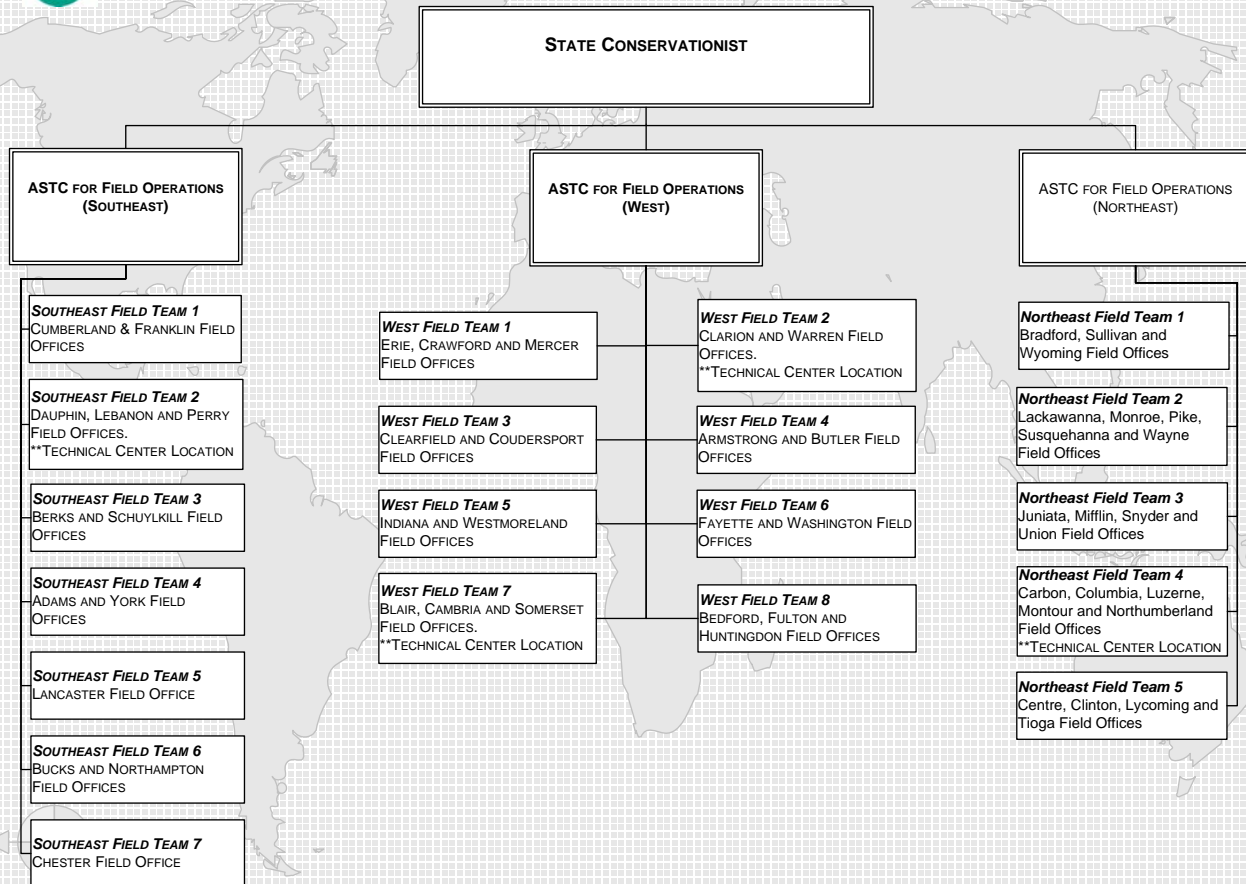 STATE CONSERVATIONIST
ASTC FOR FIELD OPERATIONS
(SOUTHEAST)
ASTC FOR FIELD OPERATIONS
(WEST)
ASTC FOR FIELD OPERATIONS
(NORTHEAST)
SOUTHEAST FIELD TEAM 1
CUMBERLAND & FRANKLIN FIELD
OFFICES
SOUTHEAST FIELD TEAM 2
DAUPHIN, LEBANON AND PERRY
FIELD OFFICES.
**TECHNICAL CENTER LOCATION
SOUTHEAST FIELD TEAM 3
BERKS AND SCHUYLKILL FIELD
OFFICES
SOUTHEAST FIELD TEAM 4
ADAMS AND YORK FIELD
OFFICES
SOUTHEAST FIELD TEAM 5
LANCASTER FIELD OFFICE
SOUTHEAST FIELD TEAM 6
BUCKS AND NORTHAMPTON
FIELD OFFICES
SOUTHEAST FIELD TEAM 7
CHESTER FIELD OFFICE
WEST FIELD TEAM 1
ERIE, CRAWFORD AND MERCER
FIELD OFFICES
WEST FIELD TEAM 2
CLARION AND WARREN FIELD
OFFICES.
**TECHNICAL CENTER LOCATION
WEST FIELD TEAM 3
CLEARFIELD AND COUDERSPORT
FIELD OFFICES
WEST FIELD TEAM 4
ARMSTRONG AND BUTLER FIELD
OFFICES
WEST FIELD TEAM 5
INDIANA AND WESTMORELAND
FIELD OFFICES
WEST FIELD TEAM 6
FAYETTE AND WASHINGTON FIELD
OFFICES
WEST FIELD TEAM 7
BLAIR, CAMBRIA AND SOMERSET
FIELD OFFICES.
**TECHNICAL CENTER LOCATION
WEST FIELD TEAM 8
BEDFORD, FULTON AND
HUNTINGDON FIELD OFFICES
Northeast Field Team 1
Bradford, Sullivan and
Wyoming Field Offices
Northeast Field Team 2
Lackawanna, Monroe, Pike,
Susquehanna and Wayne
Field Offices
Northeast Field Team 3
Juniata, Mifflin, Snyder and
Union Field Offices
Northeast Field Team 4
Carbon, Columbia, Luzerne,
Montour and Northumberland
Field Offices
**TECHNICAL CENTER LOCATION
Northeast Field Team 5
Centre, Clinton, Lycoming and
Tioga Field Offices